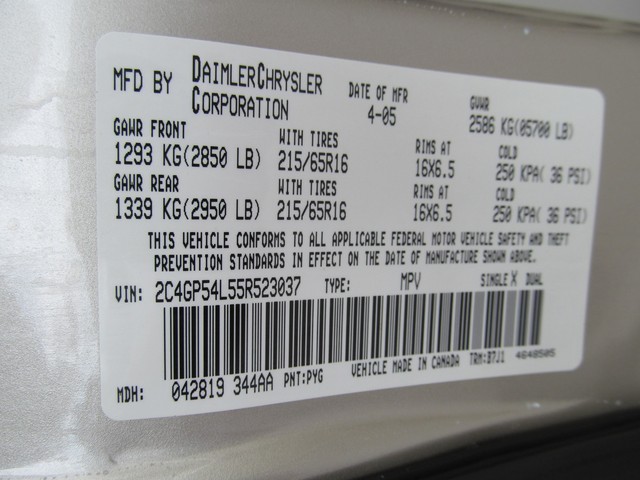 MFD BY DAIMLERCHRYSLER CORPORATION DATE OF MFR 4-05 GVWR 2586 KG(05700 LB)
GAWR FRONT WITH TIRES RIMS AT COLD
1293 KG(2850 LB) 215/65R16 16X6.5 250 KPA( 36 PSI)
GAWR REAR WITH TIRES RIMS AT COLD
1339 KG(2950 LB) 215/65R16 16X6.5 250 KPA( 36 PSI)
THIS VEHICLE CONFORMS TO ALL APPLICABLE FEDERAL MOTOR VEHICLE SAFETY AND THEFT
PREVENTION STANDARDS IN EFFECT ON THE DATE OF MANUFACTURE SHOWN ABOVE.
VIN: 2C4GP54L55R523037 TYPE: MPV SINGLE X DUAL
MDH: 042819 344AA PNT:PYG VEHICLE MADE IN CANADA TRM:B7J1 4648505